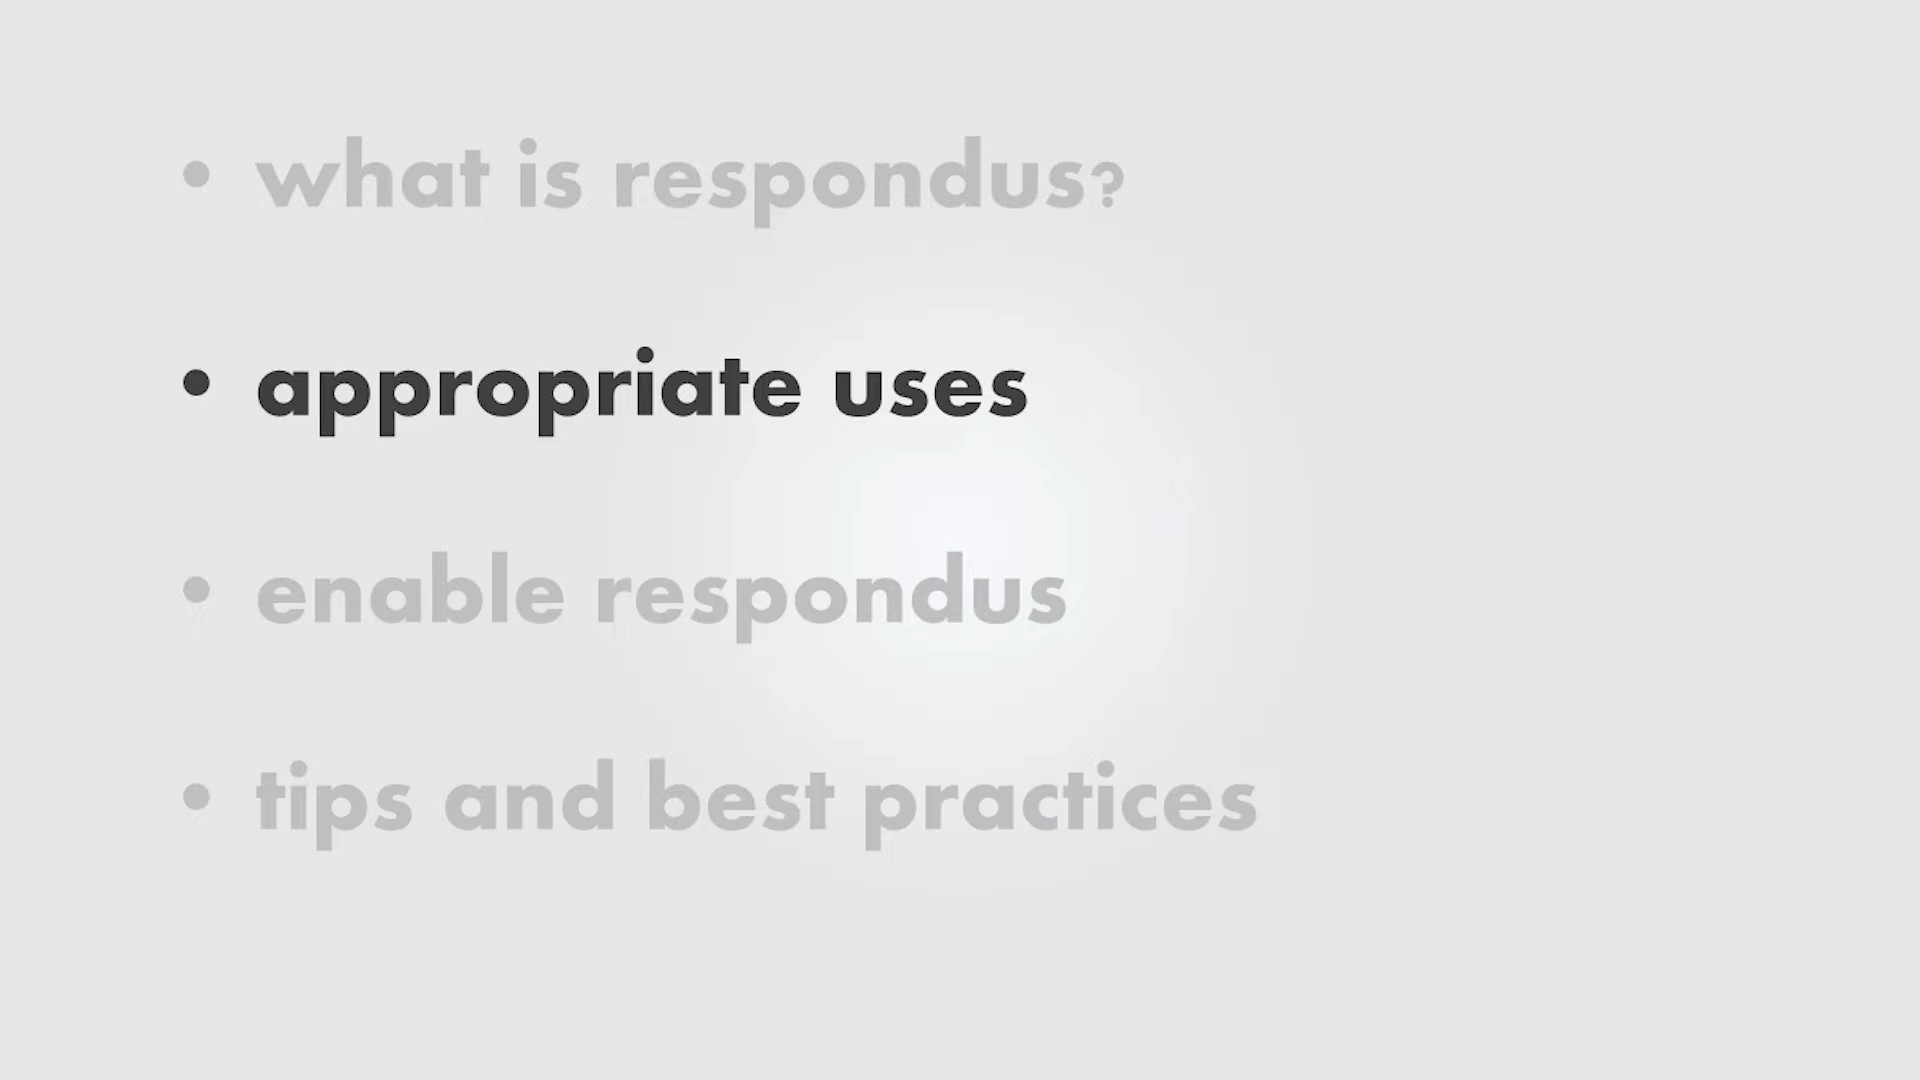 • what is respondus?
• appropriate uses
• enable respondus
• tips and best practices